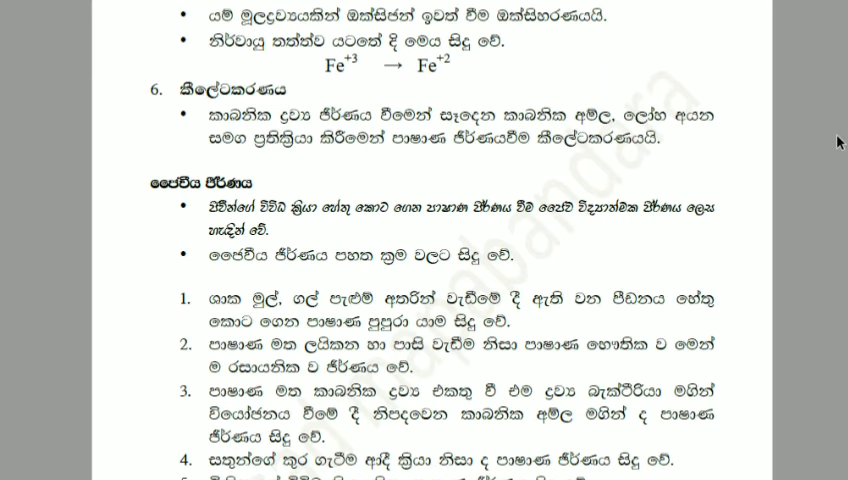 • යම් මූලද්‍රව්‍යයකින් ඔක්සිජන් ඉවත් වීම ඔක්සිහරණයයි.
• නිර්වායු තත්ත්ව යටතේ දි මෙය සිදු වේ.
Fe⁺³ → Fe⁺²
6. කීලේටකරණය
• කාබනික ද්‍රව්‍ය ජීර්ණය වීමෙන් සෑදෙන කාබනික අම්ල, ලෝහ අයන
සමග ප්‍රතික්‍රියා කිරීමෙන් පාෂාණ ජීර්ණයවීම කීලේටකරණයයි.
ජෛවීය ජීර්ණය
• ජීවීන්ගේ විවිධ ක්‍රියා හේතු කොට ගෙන පාෂාණ ජීර්ණය වීම ජෛව විද්‍යාත්මක ජීර්ණය ලෙස
හැඳින් වේ.
• ජෛවීය ජීර්ණය පහත ක්‍රම වලට සිදු වේ.
1. ශාක මුල්, ගල් පැළුම් අතරින් වැඩීමේ දී ඇති වන පීඩනය හේතු
කොට ගෙන පාෂාණ පුපුරා යාම සිදු වේ.
2. පාෂාණ මත ලයිකන හා පාසි වැඩීම නිසා පාෂාණ භෞතික ව මෙන්
ම රසායනික ව ජීර්ණය වේ.
3. පාෂාණ මත කාබනික ද්‍රව්‍ය එකතු වී එම ද්‍රව්‍ය බැක්ටීරියා මගින්
වියෝජනය වීමේ දී නිපදවෙන කාබනික අම්ල මගින් ද පාෂාණ
ජීර්ණය සිදු වේ.
4. සතුන්ගේ කුර ගැටීම ආදී ක්‍රියා නිසා ද පාෂාණ ජීර්ණය සිදු වේ.